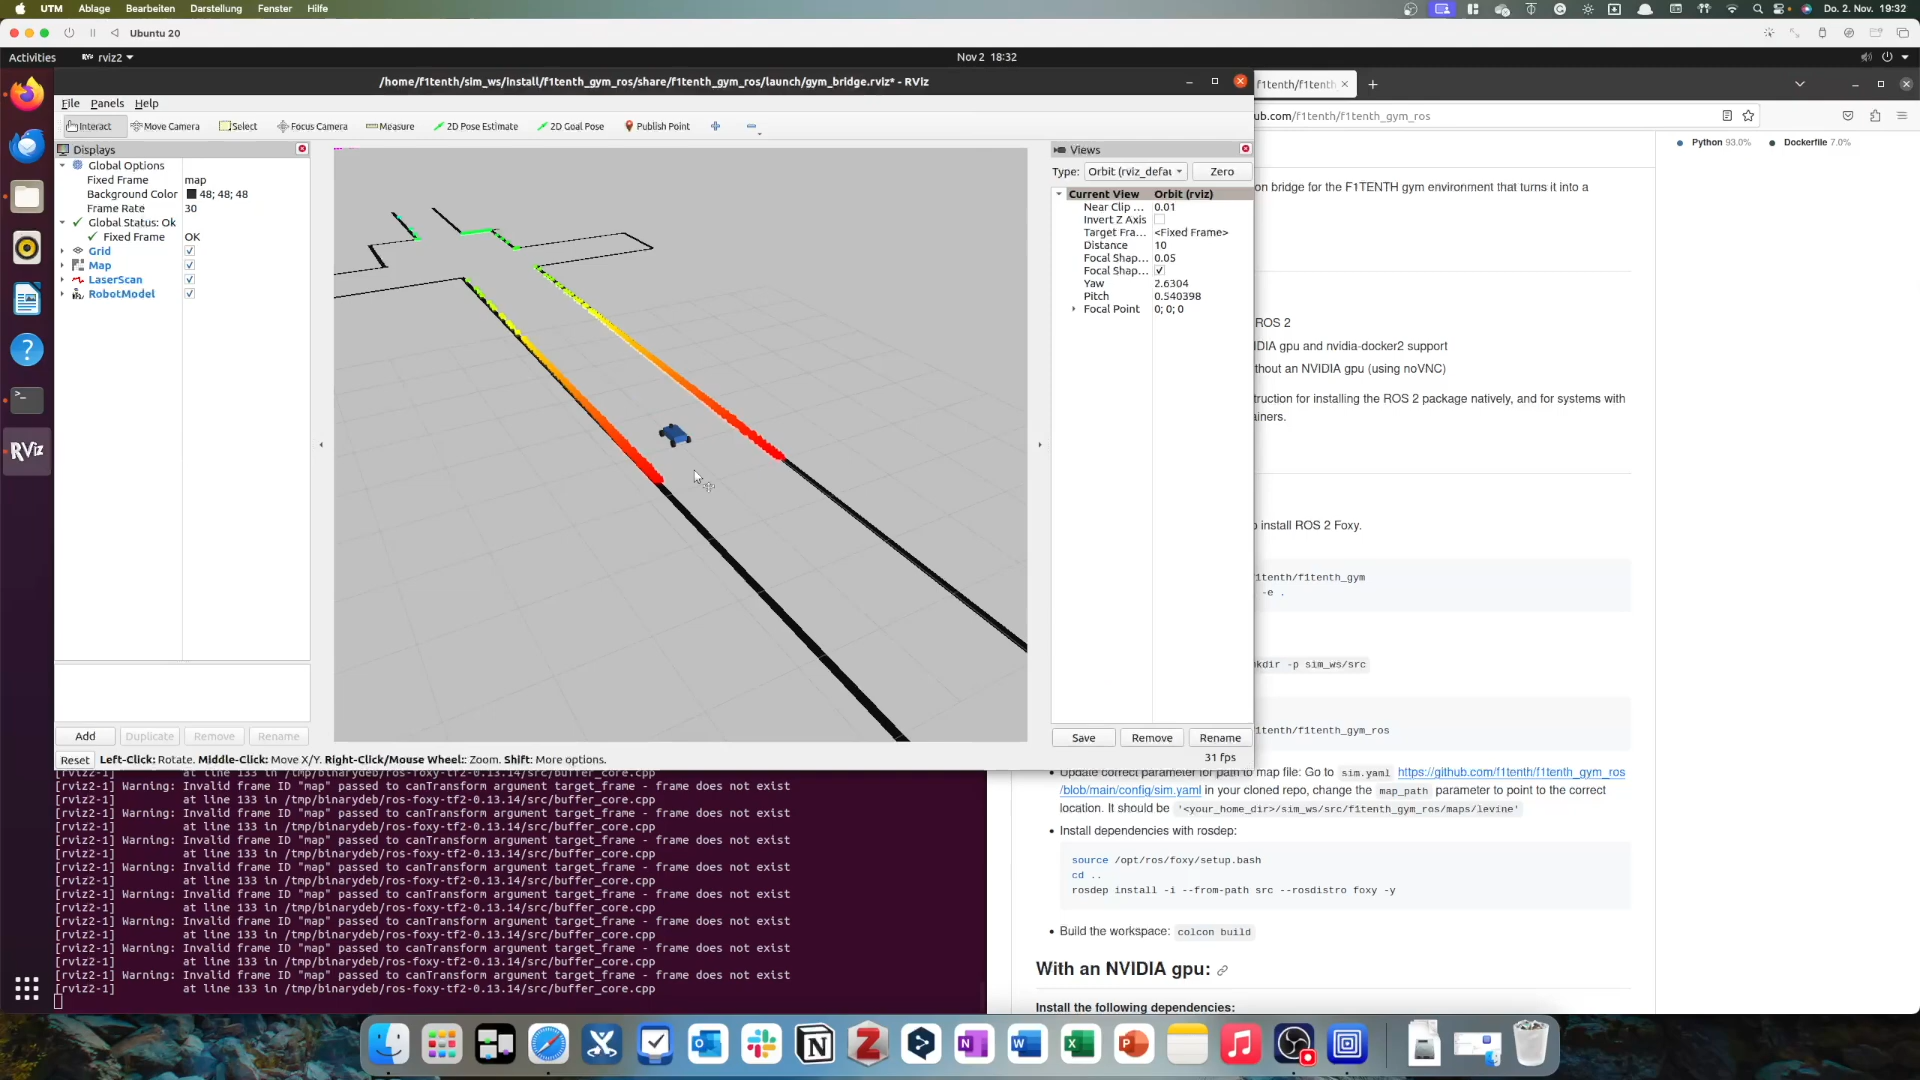 UTM Ablage Bearbeiten Darstellung Fenster Hilfe
Do. 2. Nov. 19:32
Ubuntu 20
Activities
rviz2
Nov 2 18:32
/home/f1tenth/sim_ws/install/f1tenth_gym_ros/share/f1tenth_gym_ros/launch/gym_bridge.rviz* - RViz
f1tenth/f1tenth
File Panels Help
ub.com/f1tenth/f1tenth_gym_ros
Interact Move Camera Select Focus Camera Measure 2D Pose Estimate 2D Goal Pose Publish Point
Python 93.0% Dockerfile 7.0%
Displays
Global Options
Fixed Frame map
Background Color 48; 48; 48
Frame Rate 30
Global Status: Ok
Fixed Frame OK
Grid
Map
LaserScan
RobotModel
Add Duplicate Remove Rename
Views
Type: Orbit (rviz_defau Zero
Current View Orbit (rviz)
Near Clip ... 0.01
Invert Z Axis
Target Fra... <Fixed Frame>
Distance 10
Focal Shap... 0.05
Focal Shap...
Yaw 2.6304
Pitch 0.540398
Focal Point 0; 0; 0
Save Remove Rename
Reset Left-Click: Rotate. Middle-Click: Move X/Y. Right-Click/Mouse Wheel:: Zoom. Shift: More options.
31 fps
RViz
on bridge for the F1TENTH gym environment that turns it into a
ROS 2
IDIA gpu and nvidia-docker2 support
ithout an NVIDIA gpu (using noVNC)
truction for installing the ROS 2 package natively, and for systems with
ainers.
o install ROS 2 Foxy.
1tenth/f1tenth_gym
-e .
kdir -p sim_ws/src
1tenth/f1tenth_gym_ros
Update correct parameter for path to map file: Go to sim.yaml https://github.com/f1tenth/f1tenth_gym_ros
/blob/main/config/sim.yaml in your cloned repo, change the map_path parameter to point to the correct
location. It should be '<your_home_dir>/sim_ws/src/f1tenth_gym_ros/maps/levine'
Install dependencies with rosdep:
source /opt/ros/foxy/setup.bash
cd ..
rosdep install -i --from-path src --rosdistro foxy -y
Build the workspace: colcon build
With an NVIDIA gpu:
Install the following dependencies:
[rviz2-1] at line 133 in /tmp/binarydeb/ros-foxy-tf2-0.13.14/src/buffer_core.cpp
[rviz2-1] Warning: Invalid frame ID "map" passed to canTransform argument target_frame - frame does not exist
[rviz2-1] at line 133 in /tmp/binarydeb/ros-foxy-tf2-0.13.14/src/buffer_core.cpp
[rviz2-1] Warning: Invalid frame ID "map" passed to canTransform argument target_frame - frame does not exist
[rviz2-1] at line 133 in /tmp/binarydeb/ros-foxy-tf2-0.13.14/src/buffer_core.cpp
[rviz2-1] Warning: Invalid frame ID "map" passed to canTransform argument target_frame - frame does not exist
[rviz2-1] at line 133 in /tmp/binarydeb/ros-foxy-tf2-0.13.14/src/buffer_core.cpp
[rviz2-1] Warning: Invalid frame ID "map" passed to canTransform argument target_frame - frame does not exist
[rviz2-1] at line 133 in /tmp/binarydeb/ros-foxy-tf2-0.13.14/src/buffer_core.cpp
[rviz2-1] Warning: Invalid frame ID "map" passed to canTransform argument target_frame - frame does not exist
[rviz2-1] at line 133 in /tmp/binarydeb/ros-foxy-tf2-0.13.14/src/buffer_core.cpp
[rviz2-1] Warning: Invalid frame ID "map" passed to canTransform argument target_frame - frame does not exist
[rviz2-1] at line 133 in /tmp/binarydeb/ros-foxy-tf2-0.13.14/src/buffer_core.cpp
[rviz2-1] Warning: Invalid frame ID "map" passed to canTransform argument target_frame - frame does not exist
[rviz2-1] at line 133 in /tmp/binarydeb/ros-foxy-tf2-0.13.14/src/buffer_core.cpp
[rviz2-1] Warning: Invalid frame ID "map" passed to canTransform argument target_frame - frame does not exist
[rviz2-1] at line 133 in /tmp/binarydeb/ros-foxy-tf2-0.13.14/src/buffer_core.cpp